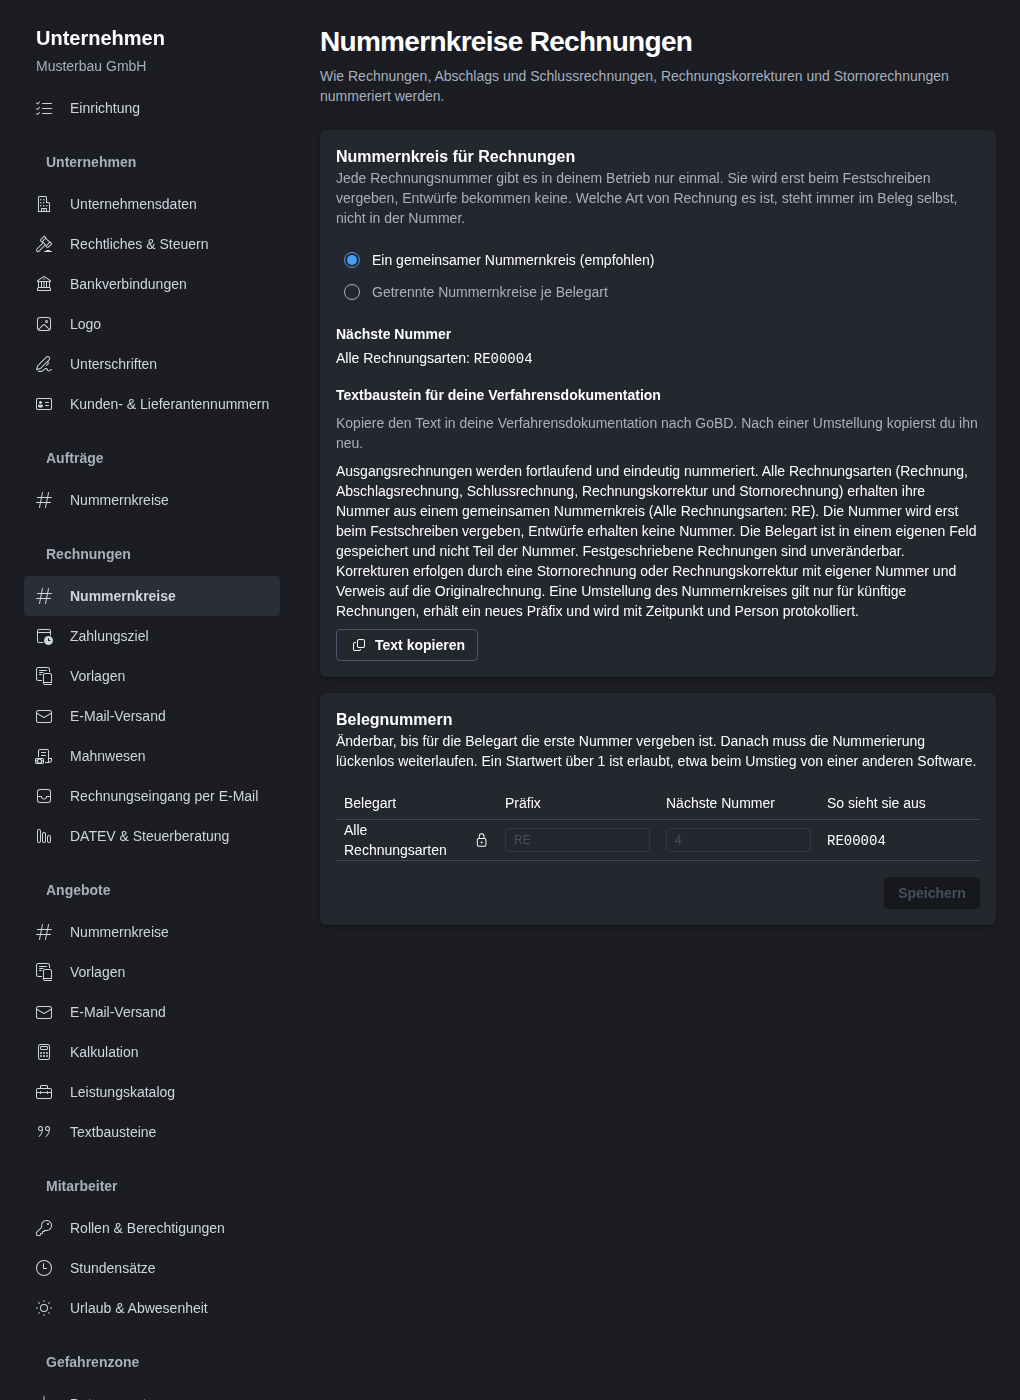 Unternehmen
Musterbau GmbH
Einrichtung
Unternehmen
Unternehmensdaten
Rechtliches & Steuern
Bankverbindungen
Logo
Unterschriften
Kunden- & Lieferantennummern
Aufträge
Nummernkreise
Rechnungen
Nummernkreise
Zahlungsziel
Vorlagen
E-Mail-Versand
Mahnwesen
Rechnungseingang per E-Mail
DATEV & Steuerberatung
Angebote
Nummernkreise
Vorlagen
E-Mail-Versand
Kalkulation
Leistungskatalog
Textbausteine
Mitarbeiter
Rollen & Berechtigungen
Stundensätze
Urlaub & Abwesenheit
Gefahrenzone
Nummernkreise Rechnungen
Wie Rechnungen, Abschlags und Schlussrechnungen, Rechnungskorrekturen und Stornorechnungen
nummeriert werden.
Nummernkreis für Rechnungen
Jede Rechnungsnummer gibt es in deinem Betrieb nur einmal. Sie wird erst beim Festschreiben
vergeben, Entwürfe bekommen keine. Welche Art von Rechnung es ist, steht immer im Beleg selbst,
nicht in der Nummer.
Ein gemeinsamer Nummernkreis (empfohlen)
Getrennte Nummernkreise je Belegart
Nächste Nummer
Alle Rechnungsarten: RE00004
Textbaustein für deine Verfahrensdokumentation
Kopiere den Text in deine Verfahrensdokumentation nach GoBD. Nach einer Umstellung kopierst du ihn
neu.
Ausgangsrechnungen werden fortlaufend und eindeutig nummeriert. Alle Rechnungsarten (Rechnung,
Abschlagsrechnung, Schlussrechnung, Rechnungskorrektur und Stornorechnung) erhalten ihre
Nummer aus einem gemeinsamen Nummernkreis (Alle Rechnungsarten: RE). Die Nummer wird erst
beim Festschreiben vergeben, Entwürfe erhalten keine Nummer. Die Belegart ist in einem eigenen Feld
gespeichert und nicht Teil der Nummer. Festgeschriebene Rechnungen sind unveränderbar.
Korrekturen erfolgen durch eine Stornorechnung oder Rechnungskorrektur mit eigener Nummer und
Verweis auf die Originalrechnung. Eine Umstellung des Nummernkreises gilt nur für künftige
Rechnungen, erhält ein neues Präfix und wird mit Zeitpunkt und Person protokolliert.
Text kopieren
Belegnummern
Änderbar, bis für die Belegart die erste Nummer vergeben ist. Danach muss die Nummerierung
lückenlos weiterlaufen. Ein Startwert über 1 ist erlaubt, etwa beim Umstieg von einer anderen Software.
Belegart Präfix Nächste Nummer So sieht sie aus
Alle
Rechnungsarten RE 4 RE00004
Speichern